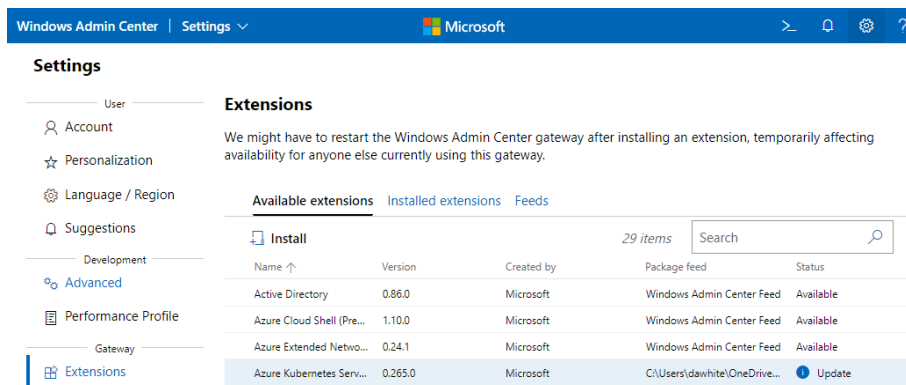 Windows Admin Center | Settings
Microsoft
?
Settings
User
Account
Personalization
Language / Region
Suggestions
Development
Advanced
Performance Profile
Gateway
Extensions
Extensions
We might have to restart the Windows Admin Center gateway after installing an extension, temporarily affecting
availability for anyone else currently using this gateway.
Available extensions Installed extensions Feeds
Install 29 items Search
Name ↑ Version Created by Package feed Status
Active Directory 0.86.0 Microsoft Windows Admin Center Feed Available
Azure Cloud Shell (Pre... 1.10.0 Microsoft Windows Admin Center Feed Available
Azure Extended Netwo... 0.24.1 Microsoft Windows Admin Center Feed Available
Azure Kubernetes Serv... 0.265.0 Microsoft C:\Users\dawhite\OneDrive... Update